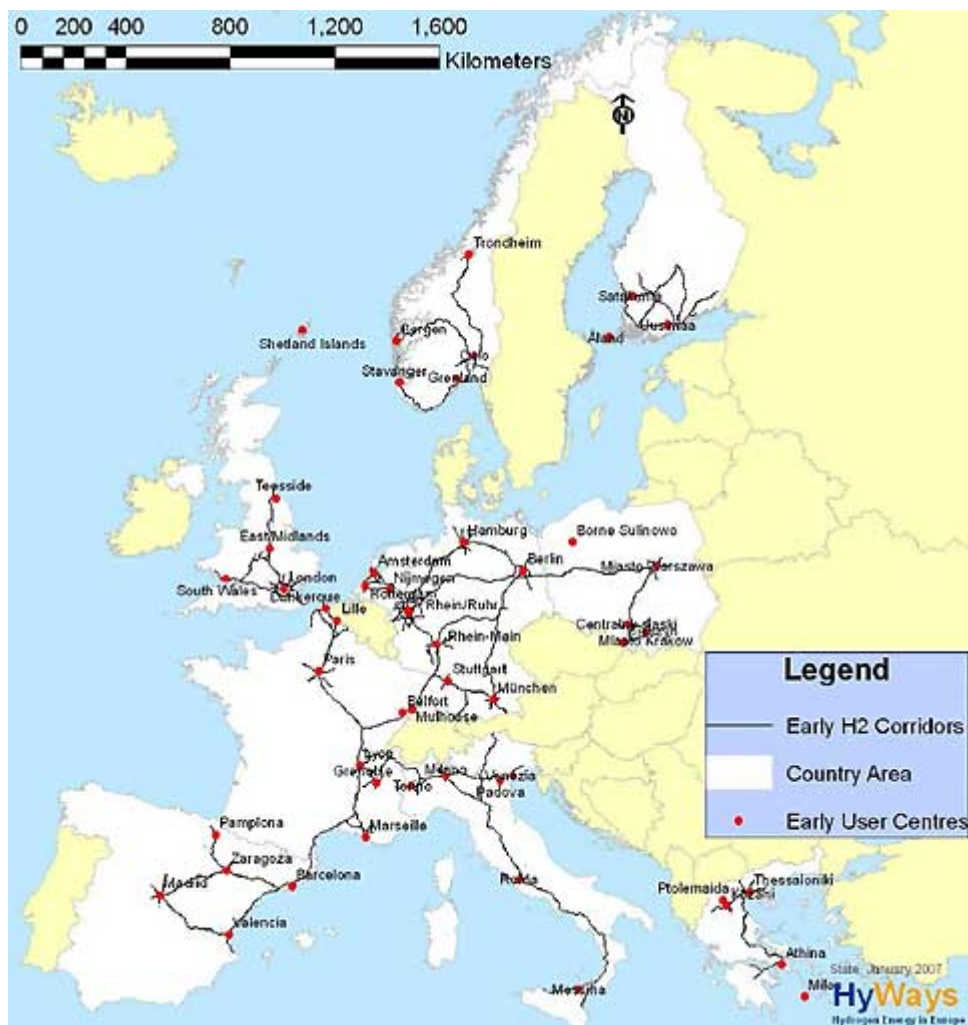 0 200 400 800 1,200 1,600
Kilometers
N
Trondheim
Bergen
Shetland Islands
Oslo
Stavanger
Grenland
Åland
Uusimaa
Teesside
East Midlands
South Wales
London
Dunkerque
Lille
Amsterdam
Nijmegen
Hamburg
Borne Sulinowo
Berlin
Miasto Warszawa
Rhein/Ruhr
Rhein-Main
Miasto Krakow
Paris
Stuttgart
München
Belfort
Mulhouse
Lyon
Grenoble
Torino
Milano
Venezia
Padova
Marseille
Pamplona
Zaragoza
Barcelona
Madrid
Valencia
Roma
Messina
Ptolemaida
Kozani
Thessaloniki
Athina
Legend
Early H2 Corridors
Country Area
Early User Centres
State: January 2007
HyWays
Hydrogen Energy in Europe